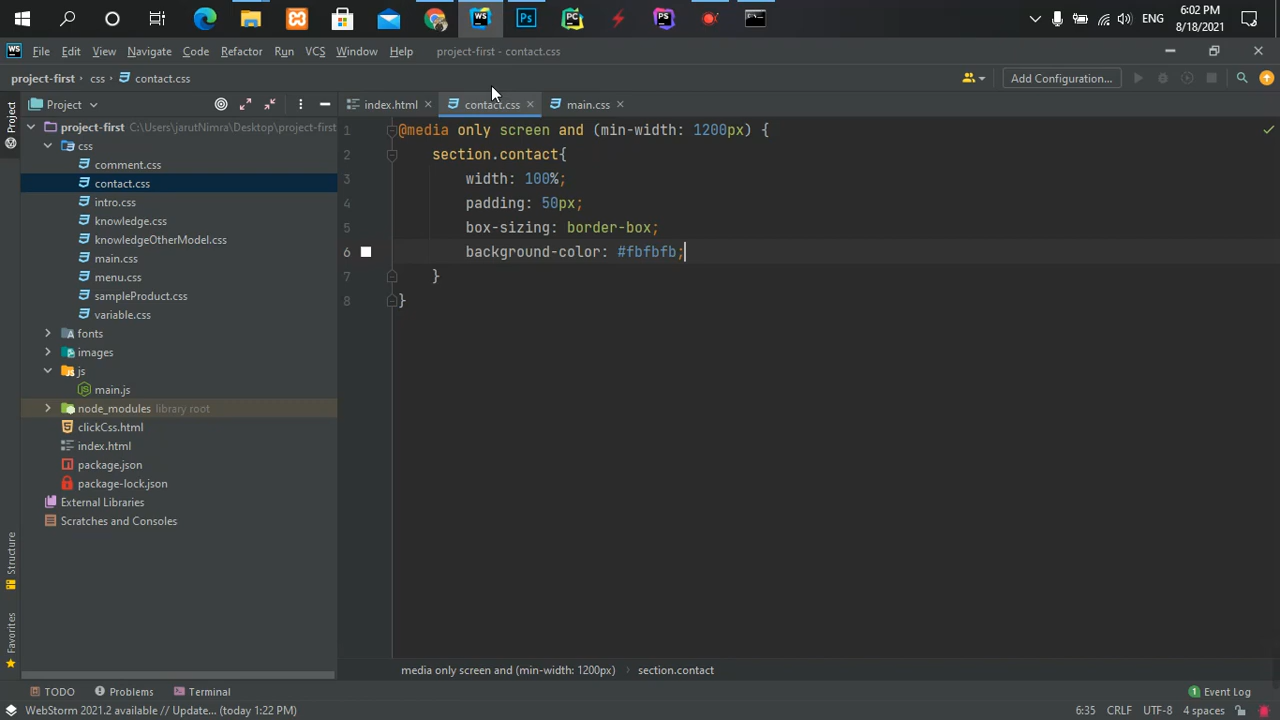 WS
Ps
PC
PS
ENG
6:02 PM
8/18/2021
WS File Edit View Navigate Code Refactor Run VCS Window Help project-first - contact.css
project-first css contact.css
Add Configuration...
Project
index.html
contact.css
main.css
Project
project-first C:\Users\jarutNimra\Desktop\project-first
css
comment.css
contact.css
intro.css
knowledge.css
knowledgeOtherModel.css
main.css
menu.css
sampleProduct.css
variable.css
fonts
images
js
main.js
node_modules library root
clickCss.html
index.html
package.json
package-lock.json
External Libraries
Scratches and Consoles
Structure
Favorites
1 @media only screen and (min-width: 1200px) {
2 section.contact{
3 width: 100%;
4 padding: 50px;
5 box-sizing: border-box;
6 background-color: #fbfbfb;
7 }
8 }
media only screen and (min-width: 1200px) section.contact
TODO Problems Terminal Event Log
WebStorm 2021.2 available // Update... (today 1:22 PM) 6:35 CRLF UTF-8 4 spaces